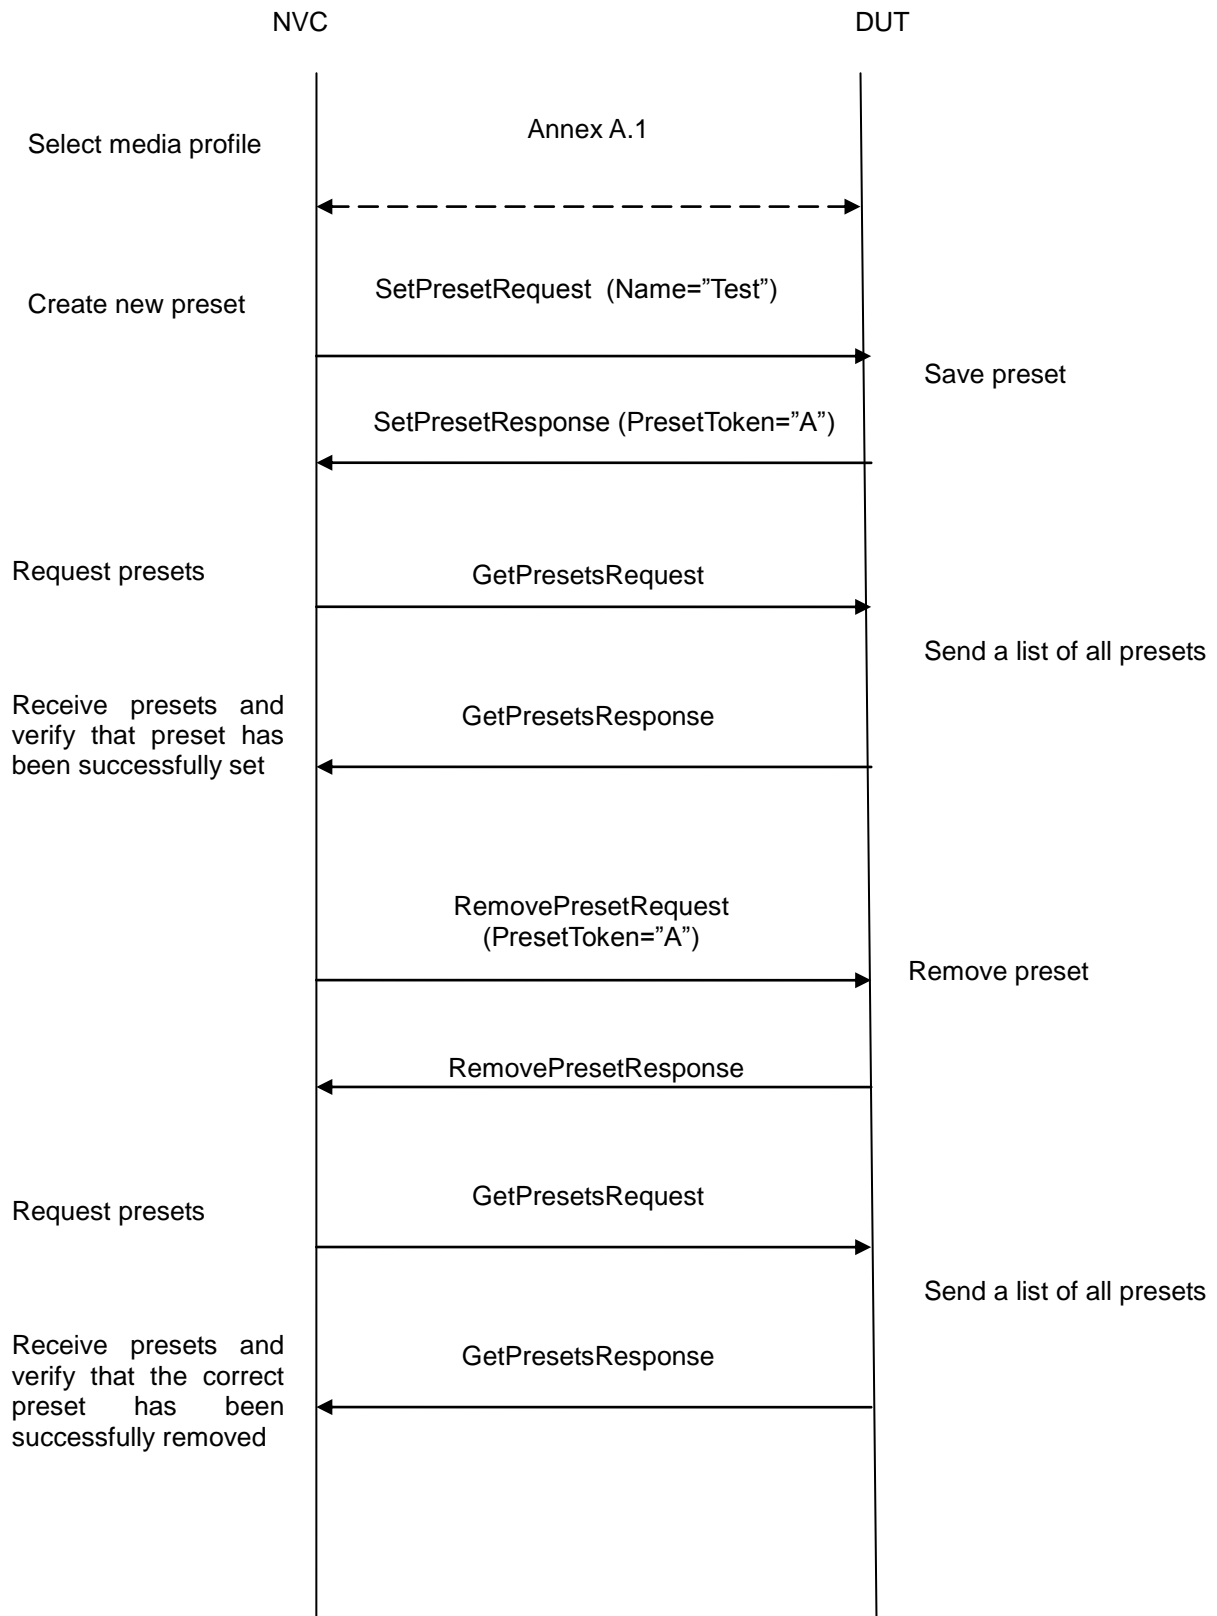 NVC
DUT
Annex A.1
Select media profile
SetPresetRequest  (Name=”Test”)
Create new preset
Save preset
SetPresetResponse (PresetToken=”A”)
Request presets
GetPresetsRequest
Send a list of all presets
Receive presets and
verify that preset has
been successfully set
GetPresetsResponse
RemovePresetRequest
(PresetToken=”A”)
Remove preset
RemovePresetResponse
Request presets
GetPresetsRequest
Send a list of all presets
Receive presets and
verify that the correct
preset has been
successfully removed
GetPresetsResponse